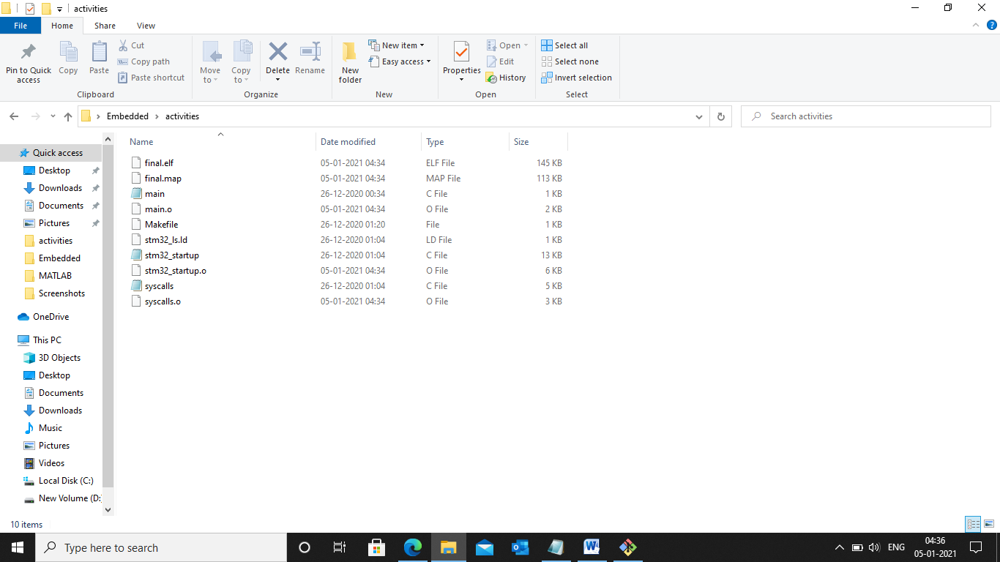 activities
File Home Share View
Pin to Quick access
Copy
Paste
Cut
Copy path
Paste shortcut
Clipboard
Move to
Copy to
Delete
Rename
Organize
New folder
New item
Easy access
New
Properties
Open
Edit
History
Open
Select all
Select none
Invert selection
Select
Embedded > activities
Search activities
Name Date modified Type Size
final.elf 05-01-2021 04:34 ELF File 145 KB
final.map 05-01-2021 04:34 MAP File 113 KB
main 26-12-2020 00:34 C File 1 KB
main.o 05-01-2021 04:34 O File 2 KB
Makefile 26-12-2020 01:20 File 1 KB
stm32_ls.ld 26-12-2020 01:04 LD File 1 KB
stm32_startup 26-12-2020 01:04 C File 13 KB
stm32_startup.o 05-01-2021 04:34 O File 6 KB
syscalls 26-12-2020 01:04 C File 5 KB
syscalls.o 05-01-2021 04:34 O File 3 KB
Quick access
Desktop
Downloads
Documents
Pictures
activities
Embedded
MATLAB
Screenshots
OneDrive
This PC
3D Objects
Desktop
Documents
Downloads
Music
Pictures
Videos
Local Disk (C:)
New Volume (D:
10 items
Type here to search
ENG
04:36
05-01-2021